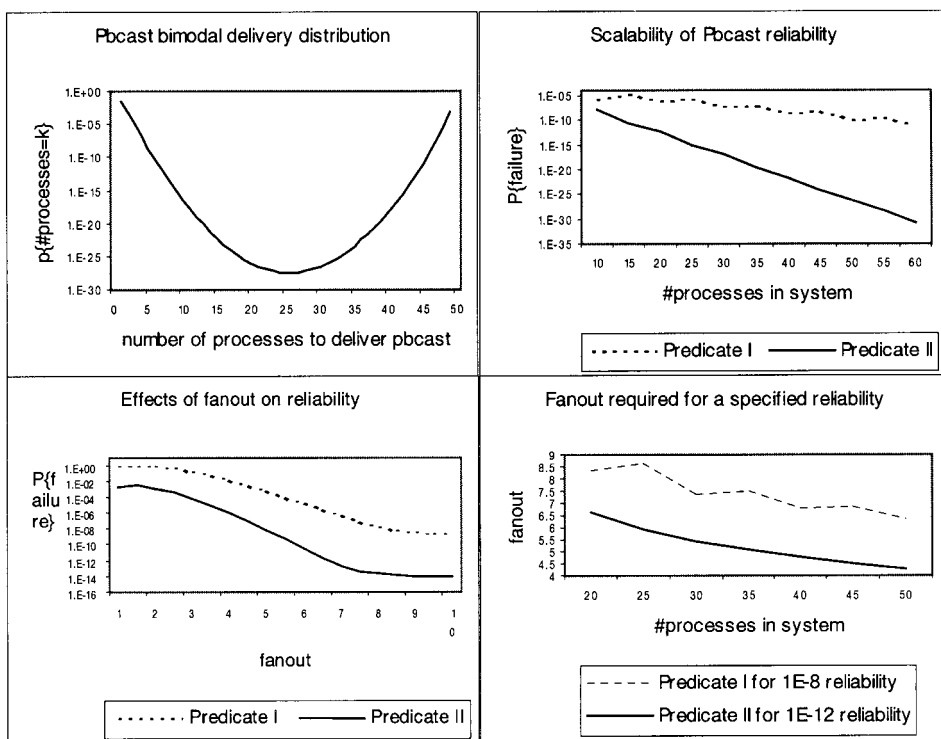 Pbcast bimodal delivery distribution
p{#processes=k}
1.E+00
1.E-05
1.E-10
1.E-15
1.E-20
1.E-25
1.E-30
0 5 10 15 20 25 30 35 40 45 50
number of processes to deliver pbcast
Scalability of Pbcast reliability
P{failure}
1.E-05
1.E-10
1.E-15
1.E-20
1.E-25
1.E-30
1.E-35
10 15 20 25 30 35 40 45 50 55 60
#processes in system
Predicate I Predicate II
Effects of fanout on reliability
P{f
ailu
re}
1.E+00
1.E-02
1.E-04
1.E-06
1.E-08
1.E-10
1.E-12
1.E-14
1.E-16
1 2 3 4 5 6 7 8 9 1
0
fanout
Predicate I Predicate II
Fanout required for a specified reliability
fanout
9
8.5
7.5
6.5
5.5
4.5
4
20 25 30 35 40 45 50
#processes in system
Predicate I for 1E-8 reliability
Predicate II for 1E-12 reliability